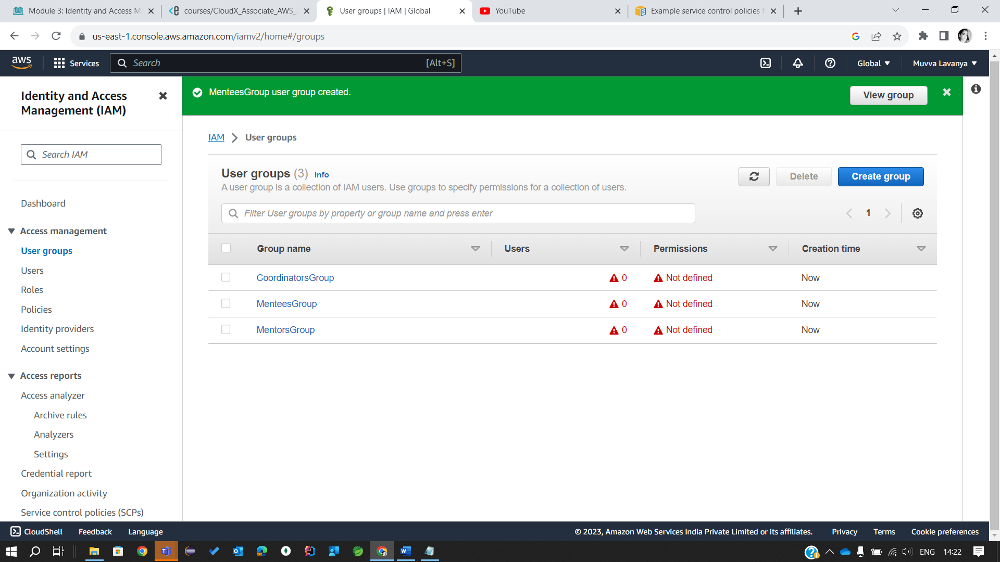 Module 3: Identity and Access Ma
courses/CloudX_Associate_AWS_
User groups | IAM | Global
YouTube
Example service control policies f
us-east-1.console.aws.amazon.com/iamv2/home#/groups
aws
Services
Search
[Alt+S]
Global
Muvva Lavanya
Identity and Access Management (IAM)
Search IAM
Dashboard
Access management
User groups
Users
Roles
Policies
Identity providers
Account settings
Access reports
Access analyzer
Archive rules
Analyzers
Settings
Credential report
Organization activity
Service control policies (SCPs)
MenteesGroup user group created.
View group
IAM
User groups
User groups (3) Info
A user group is a collection of IAM users. Use groups to specify permissions for a collection of users.
Delete
Create group
Filter User groups by property or group name and press enter
1
Group name Users Permissions Creation time
CoordinatorsGroup 0 Not defined Now
MenteesGroup 0 Not defined Now
MentorsGroup 0 Not defined Now
CloudShell Feedback Language
© 2023, Amazon Web Services India Private Limited or its affiliates. Privacy Terms Cookie preferences
ENG 14:22